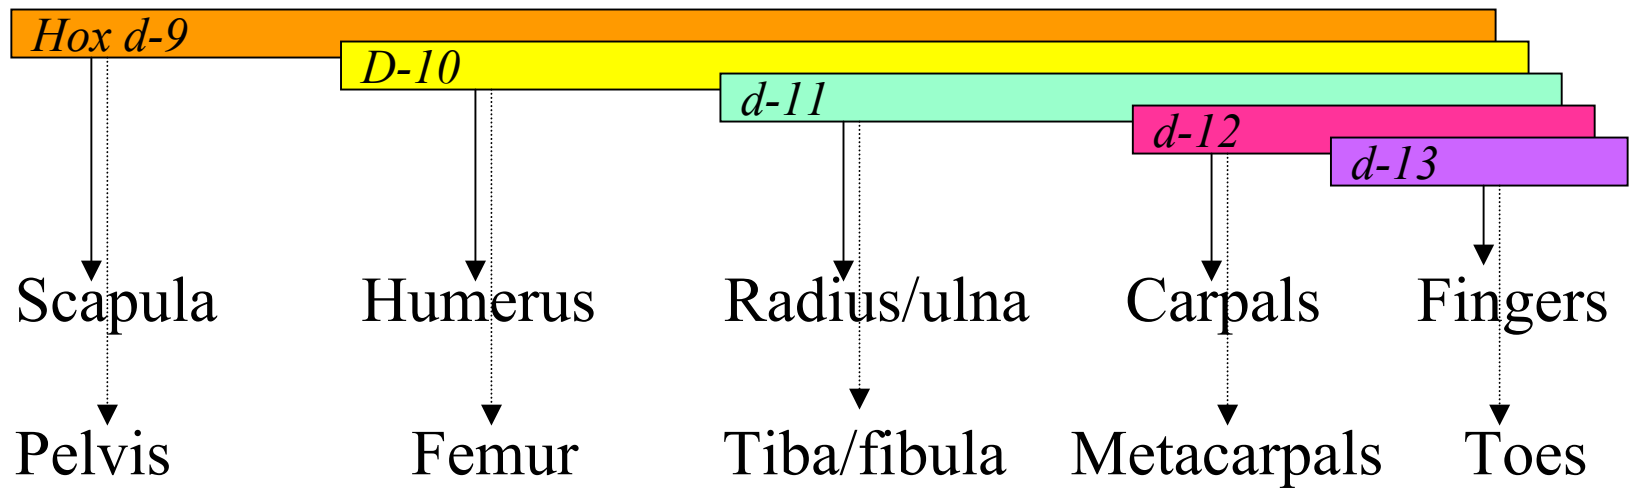 Hox d-9
D-10
d-11
d-12
d-13
Scapula Humerus Radius/ulna Carpals Fingers
Pelvis Femur Tiba/fibula Metacarpals Toes